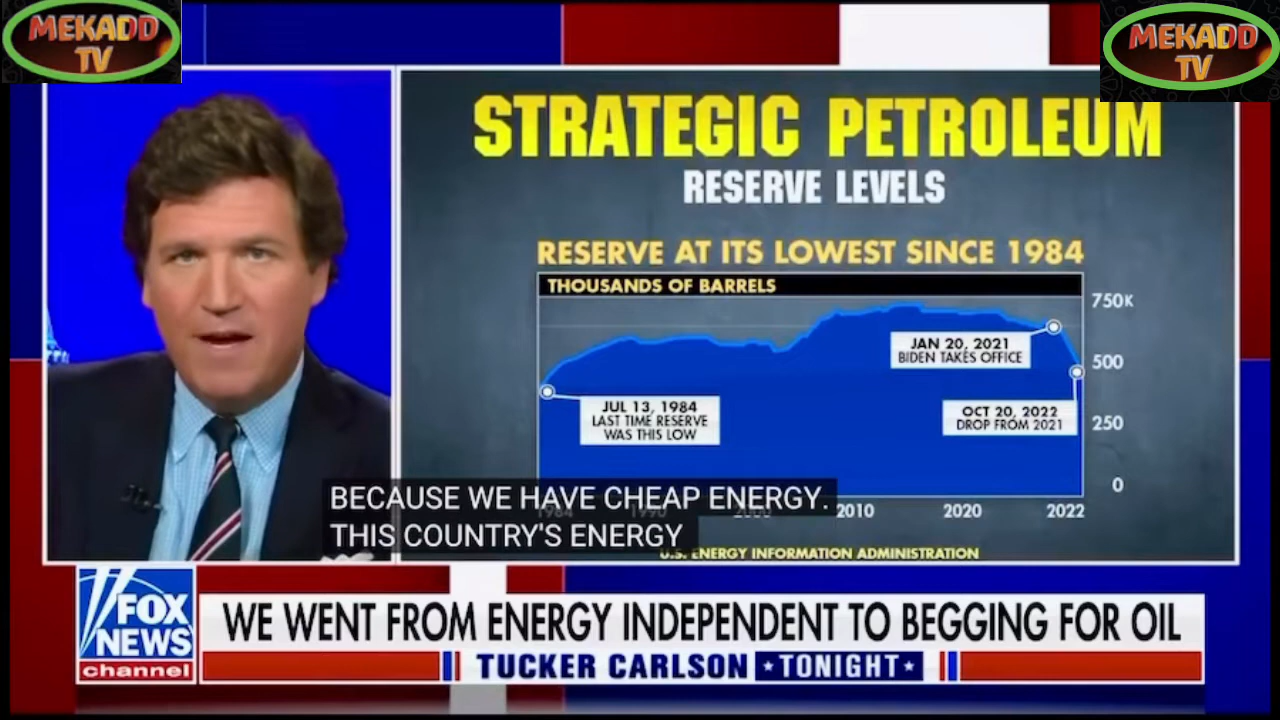 MEKADD
TV
MEKADD
TV
STRATEGIC PETROLEUM
RESERVE LEVELS
RESERVE AT ITS LOWEST SINCE 1984
THOUSANDS OF BARRELS
750K
500
250
0
JAN 20, 2021
BIDEN TAKES OFFICE
JUL 13, 1984
LAST TIME RESERVE
WAS THIS LOW
OCT 20, 2022
DROP FROM 2021
1984 1990 2000 2010 2020 2022
U.S. ENERGY INFORMATION ADMINISTRATION
BECAUSE WE HAVE CHEAP ENERGY.
THIS COUNTRY'S ENERGY
FOX
NEWS
channel
WE WENT FROM ENERGY INDEPENDENT TO BEGGING FOR OIL
TUCKER CARLSON TONIGHT